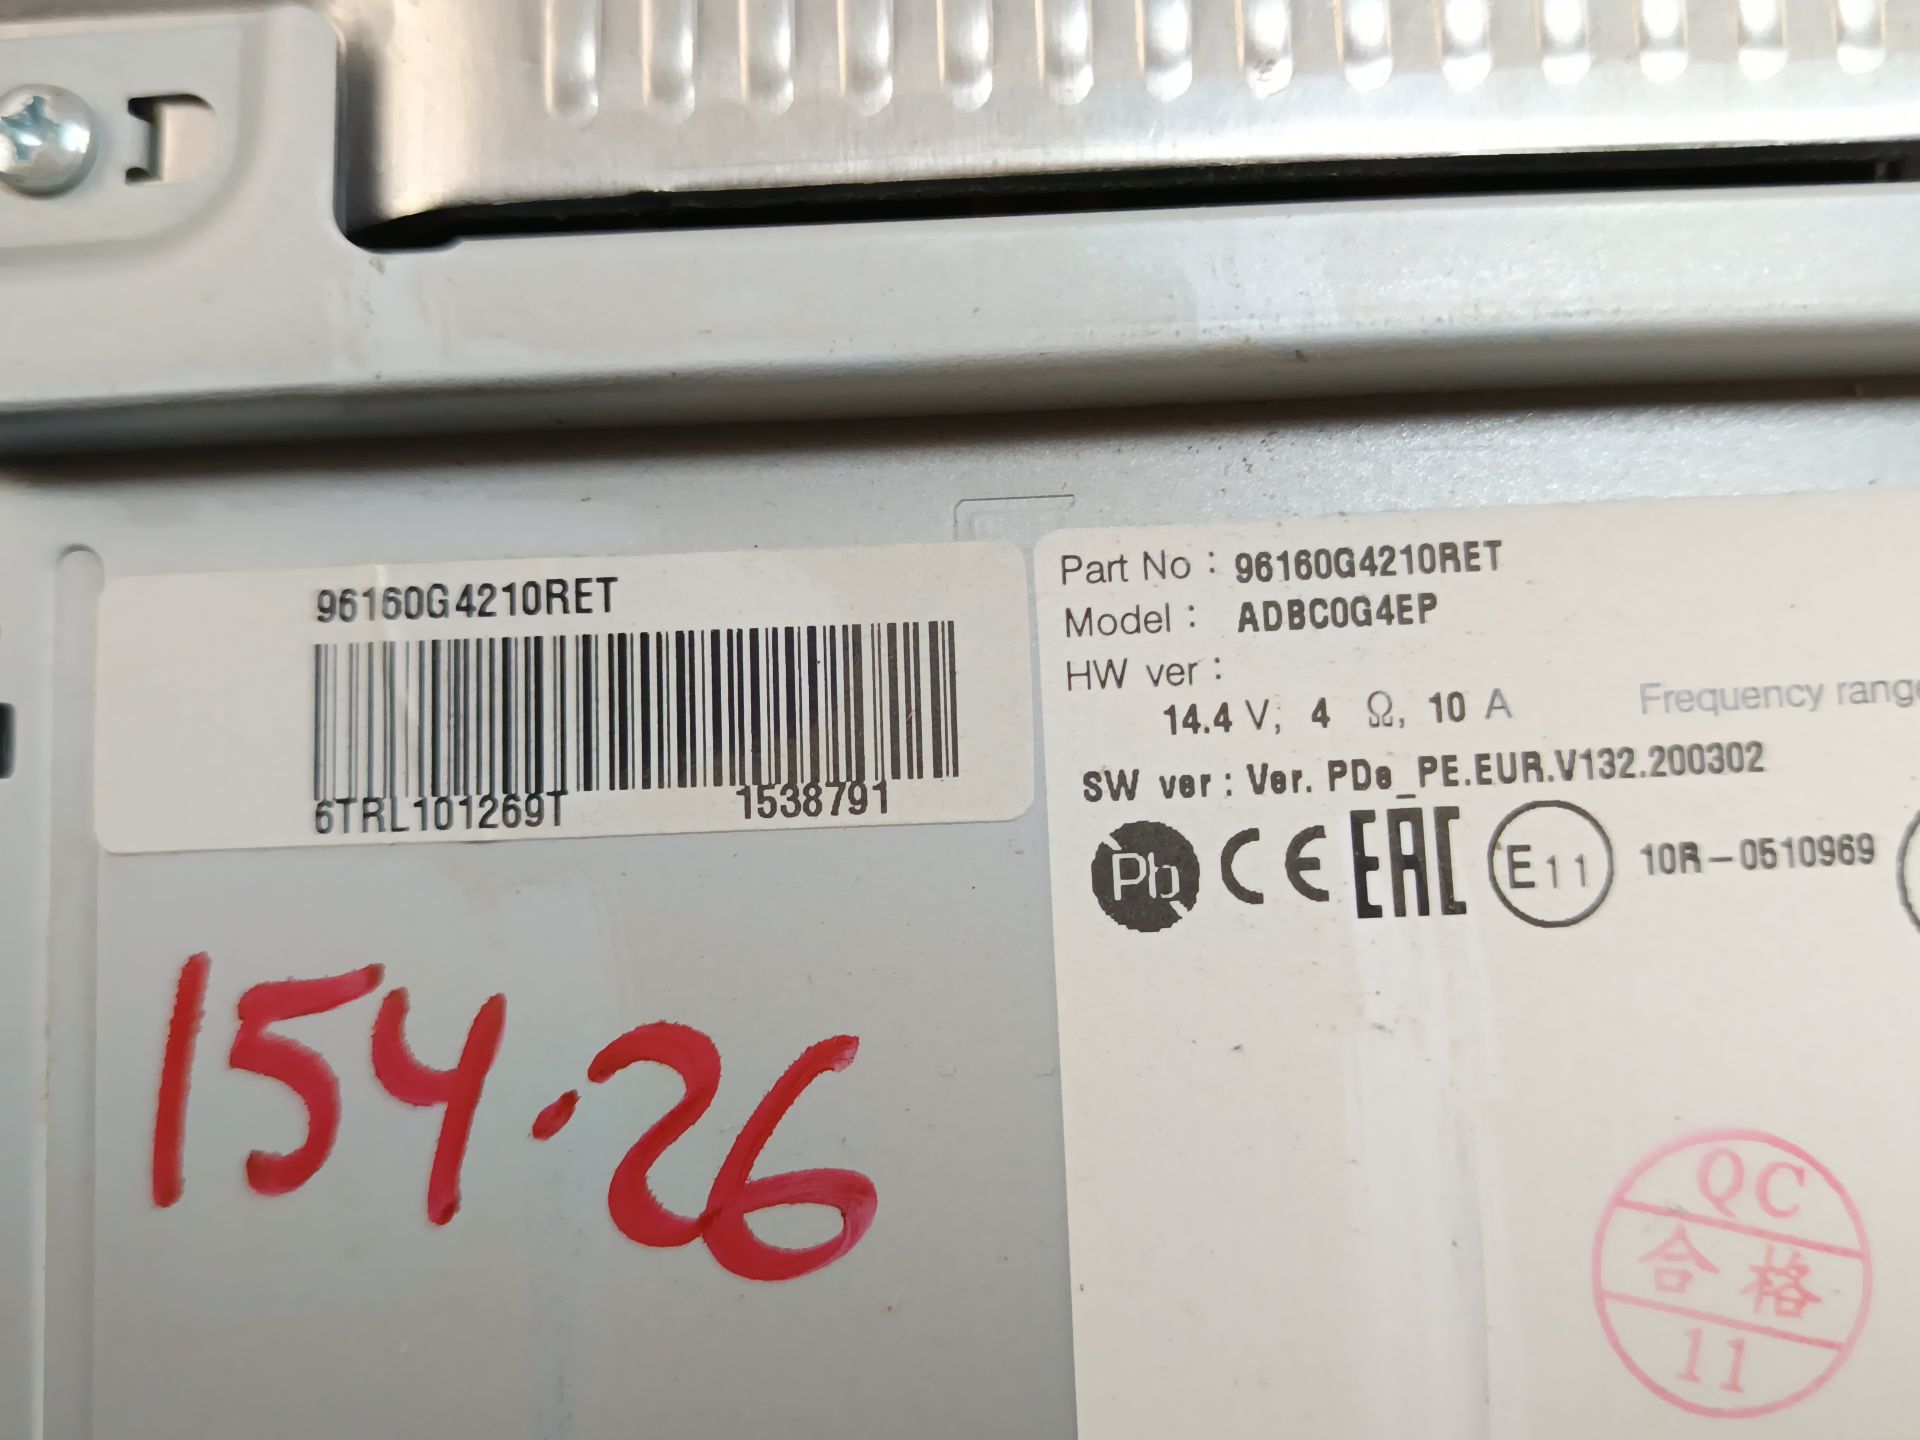 96160G4210RET
6TRL101269T 1538791
Part No : 96160G4210RET
Model : ADBC0G4EP
HW ver :
14.4 V, 4 Ω, 10 A
Frequency range
SW ver : Ver. PDe_PE.EUR.V132.200302
Pb CE EAC E11 10R-0510969
154.26
QC
合格
11